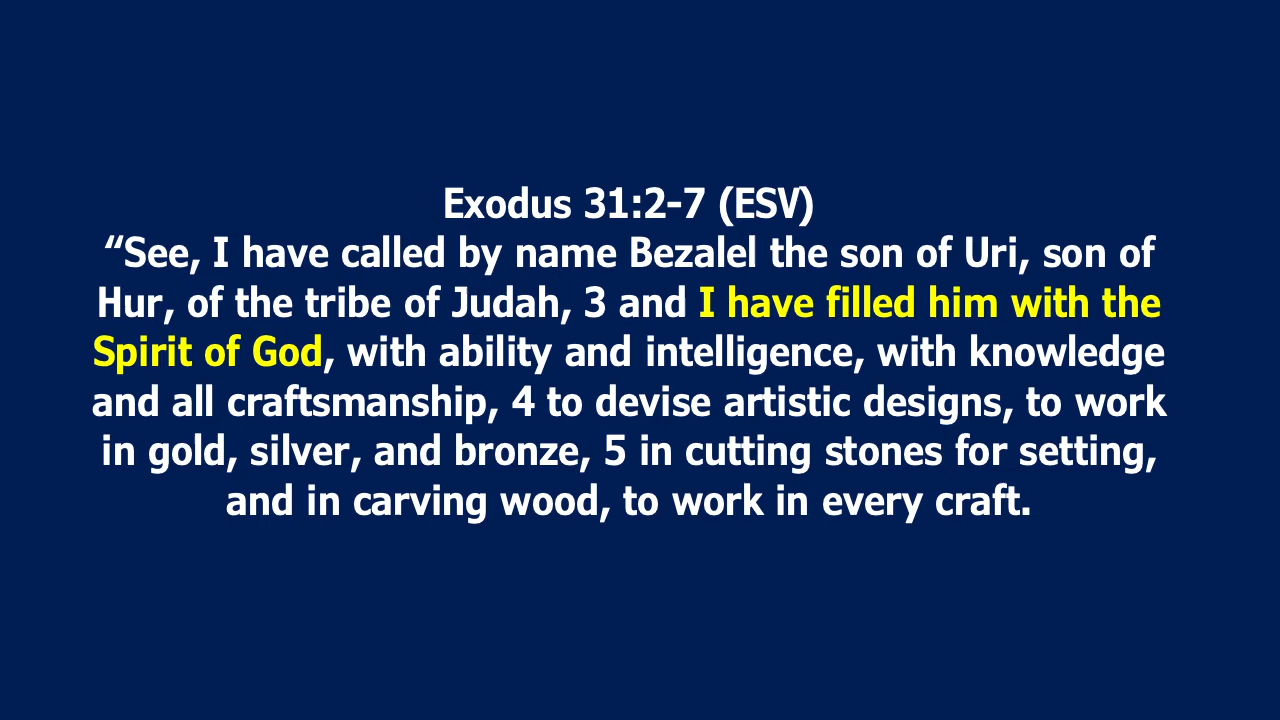 Exodus 31:2-7 (ESV)
“See, I have called by name Bezalel the son of Uri, son of
Hur, of the tribe of Judah, 3 and I have filled him with the
Spirit of God, with ability and intelligence, with knowledge
and all craftsmanship, 4 to devise artistic designs, to work
in gold, silver, and bronze, 5 in cutting stones for setting,
and in carving wood, to work in every craft.